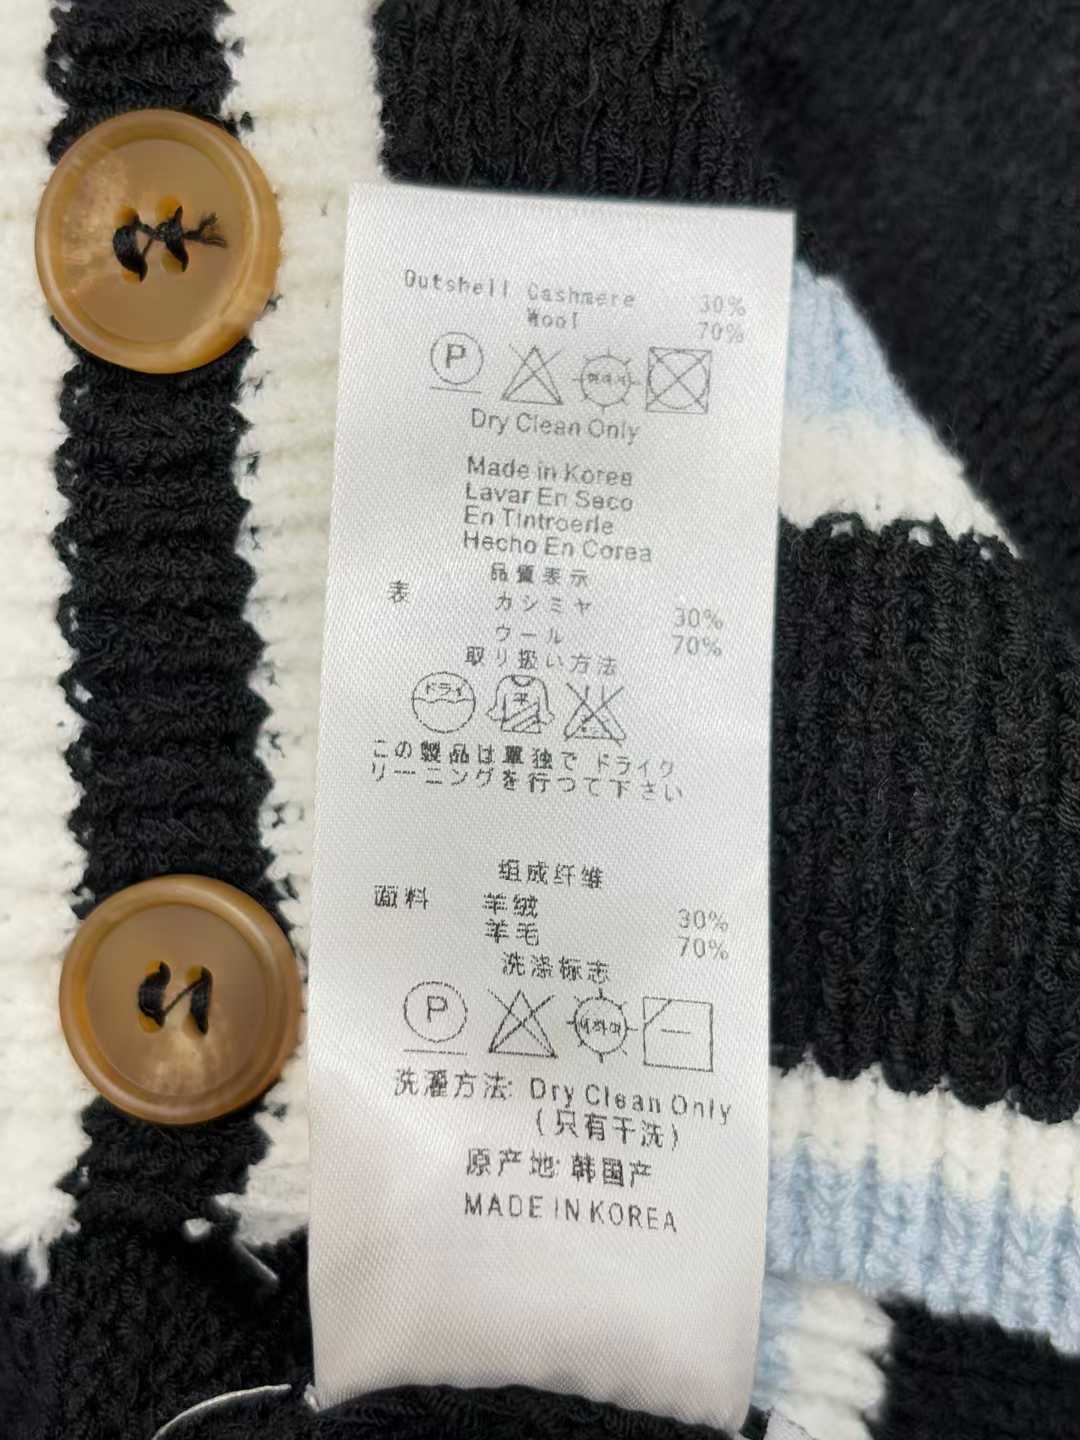 Outshell Cashmere 30%
Wool 70%
P
Dry Clean Only
Made in Korea
Lavar En Seco
En Tintroerle
Hecho En Corea
品質表示
表 カシミヤ 30%
ウール 70%
取り扱い方法
ドライ 平
この製品は單独で ドライク
リーニングを行つて下さい
组成纤维
面料 羊绒 30%
羊毛 70%
洗涤标志
P
洗濯方法: Dry Clean Only
(只有干洗)
原产地: 韩国产
MADE IN KOREA